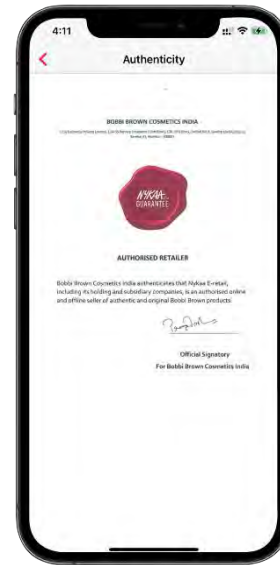 4:11
Authenticity
BOBBI BROWN COSMETICS INDIA
NYKAA
GUARANTEE
AUTHORISED RETAILER
Bobbi Brown Cosmetics India authenticates that Nykaa E-retail,
including its holding and subsidiary companies, is an authorised online
and offline seller of authentic and original Bobbi Brown products
Official Signatory
For Bobbi Brown Cosmetics India